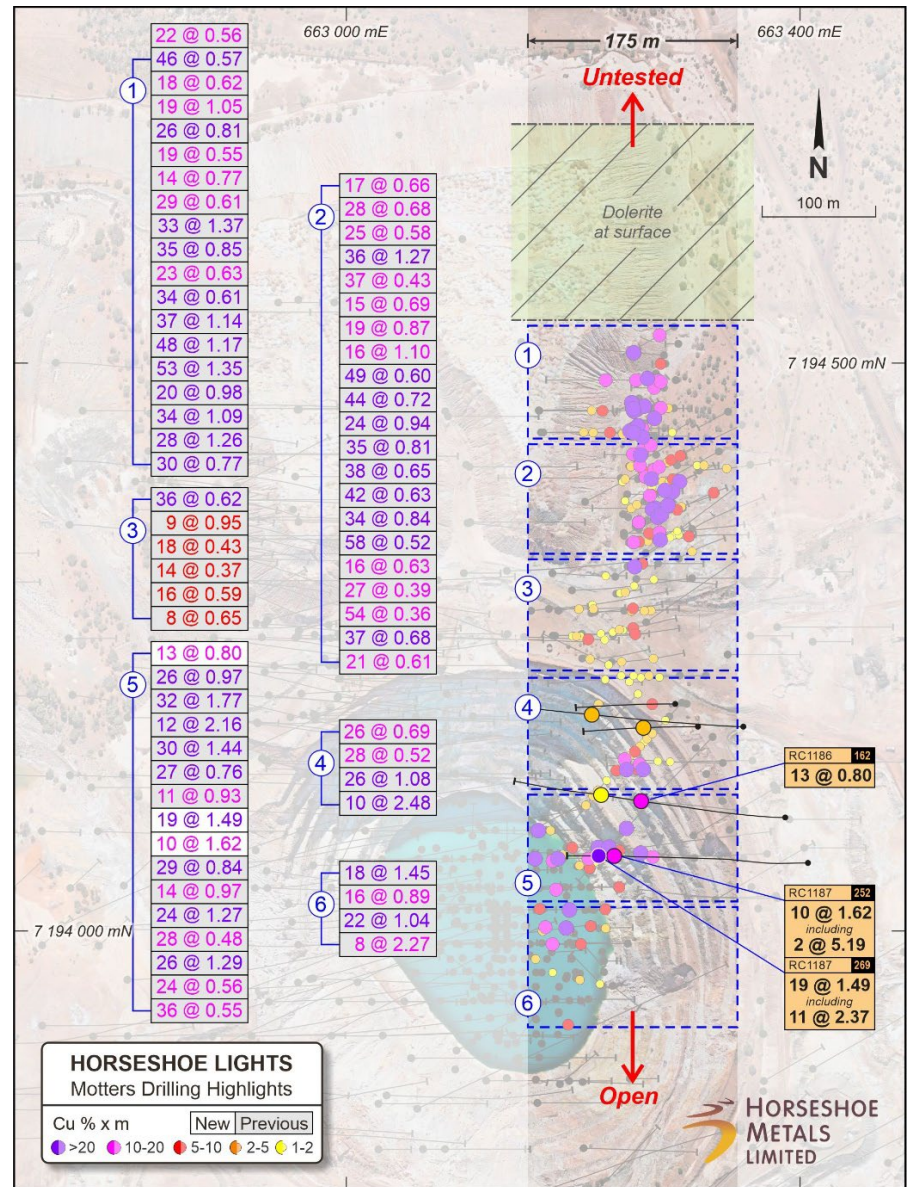 663 000 mE
663 400 mE
175 m
Untested
N
100 m
Dolerite
at surface
7 194 500 mN
7 194 000 mN
1
22 @ 0.56
46 @ 0.57
18 @ 0.62
19 @ 1.05
26 @ 0.81
19 @ 0.55
14 @ 0.77
29 @ 0.61
33 @ 1.37
35 @ 0.85
23 @ 0.63
34 @ 0.61
37 @ 1.14
48 @ 1.17
53 @ 1.35
20 @ 0.98
34 @ 1.09
28 @ 1.26
30 @ 0.77
2
17 @ 0.66
28 @ 0.68
25 @ 0.58
36 @ 1.27
37 @ 0.43
15 @ 0.69
19 @ 0.87
16 @ 1.10
49 @ 0.60
44 @ 0.72
24 @ 0.94
35 @ 0.81
38 @ 0.65
42 @ 0.63
34 @ 0.84
58 @ 0.52
16 @ 0.63
27 @ 0.39
54 @ 0.36
37 @ 0.68
21 @ 0.61
3
36 @ 0.62
9 @ 0.95
18 @ 0.43
14 @ 0.37
16 @ 0.59
8 @ 0.65
4
26 @ 0.69
28 @ 0.52
26 @ 1.08
10 @ 2.48
5
13 @ 0.80
26 @ 0.97
32 @ 1.77
12 @ 2.16
30 @ 1.44
27 @ 0.76
11 @ 0.93
19 @ 1.49
10 @ 1.62
29 @ 0.84
14 @ 0.97
24 @ 1.27
28 @ 0.48
26 @ 1.29
24 @ 0.56
36 @ 0.55
6
18 @ 1.45
16 @ 0.89
22 @ 1.04
8 @ 2.27
1
2
3
4
5
6
RC1186 162
13 @ 0.80
RC1187 252
10 @ 1.62
including
2 @ 5.19
RC1187 269
19 @ 1.49
including
11 @ 2.37
Open
HORSESHOE LIGHTS
Motters Drilling Highlights
Cu % x m
New Previous
>20 10-20 5-10 2-5 1-2
HORSESHOE
METALS
LIMITED